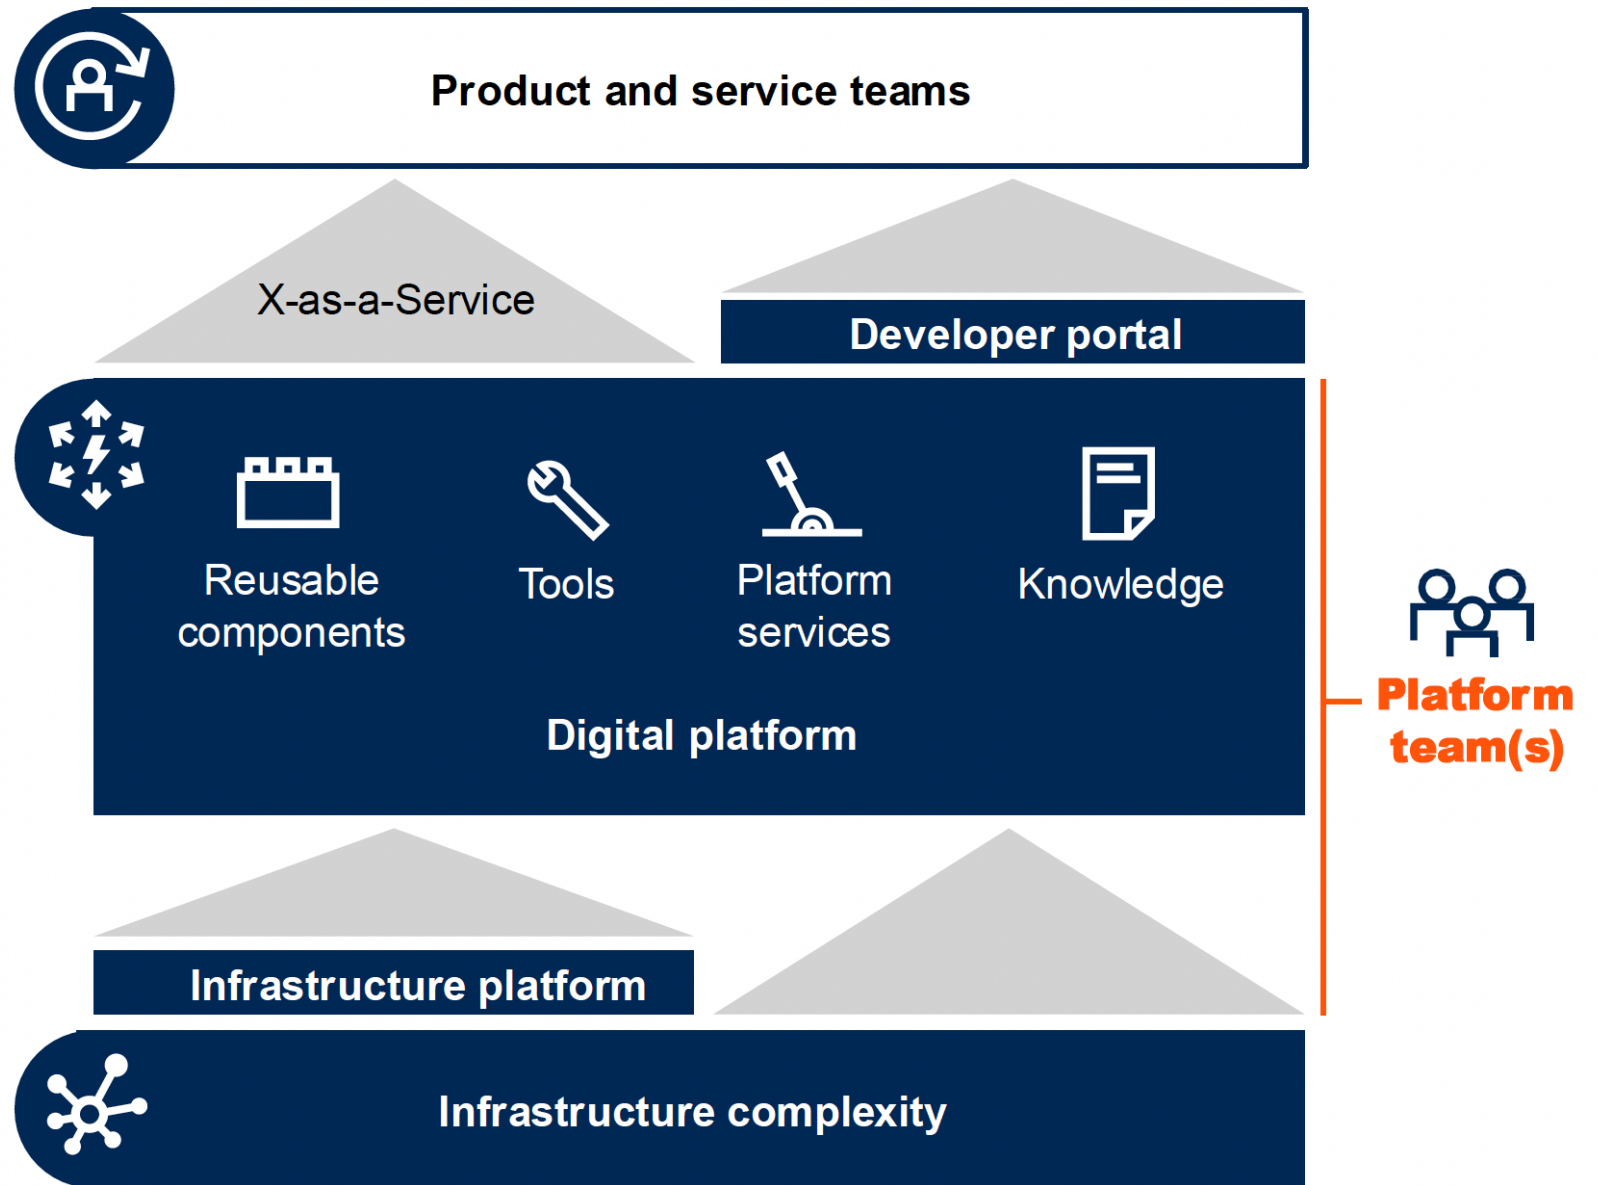 Product and service teams
X-as-a-Service
Developer portal
Reusable
components
Tools
Platform
services
Knowledge
Digital platform
Platform
team(s)
Infrastructure platform
Infrastructure complexity